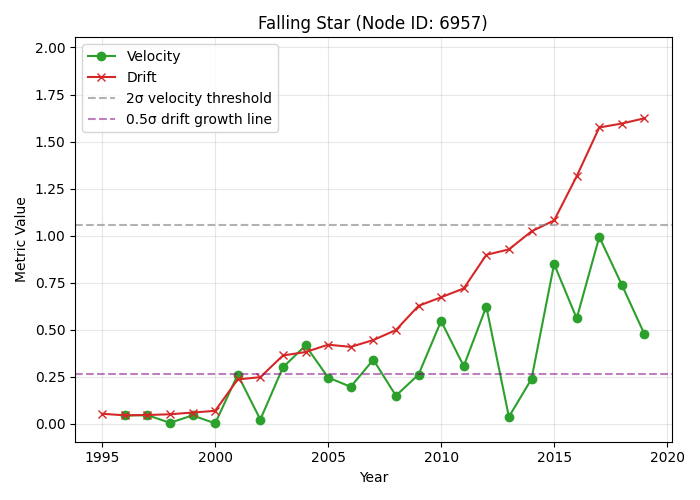 Falling Star (Node ID: 6957)
2.00
1.75
1.50
1.25
1.00
0.75
0.50
0.25
0.00
Metric Value
Velocity
Drift
2σ velocity threshold
0.5σ drift growth line
1995
2000
2005
2010
2015
2020
Year